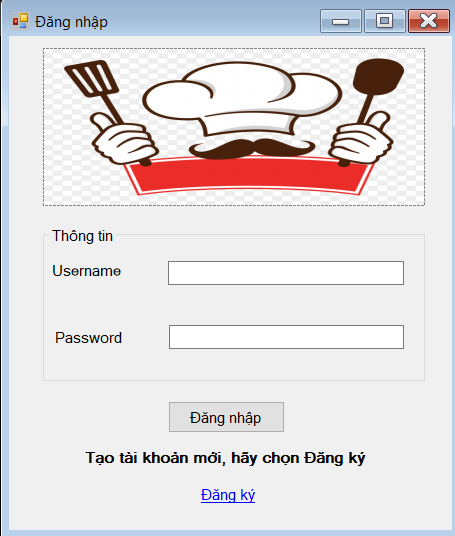 Đăng nhập
Thông tin
Username
Password
Đăng nhập
Tạo tài khoản mới, hãy chọn Đăng ký
Đăng ký